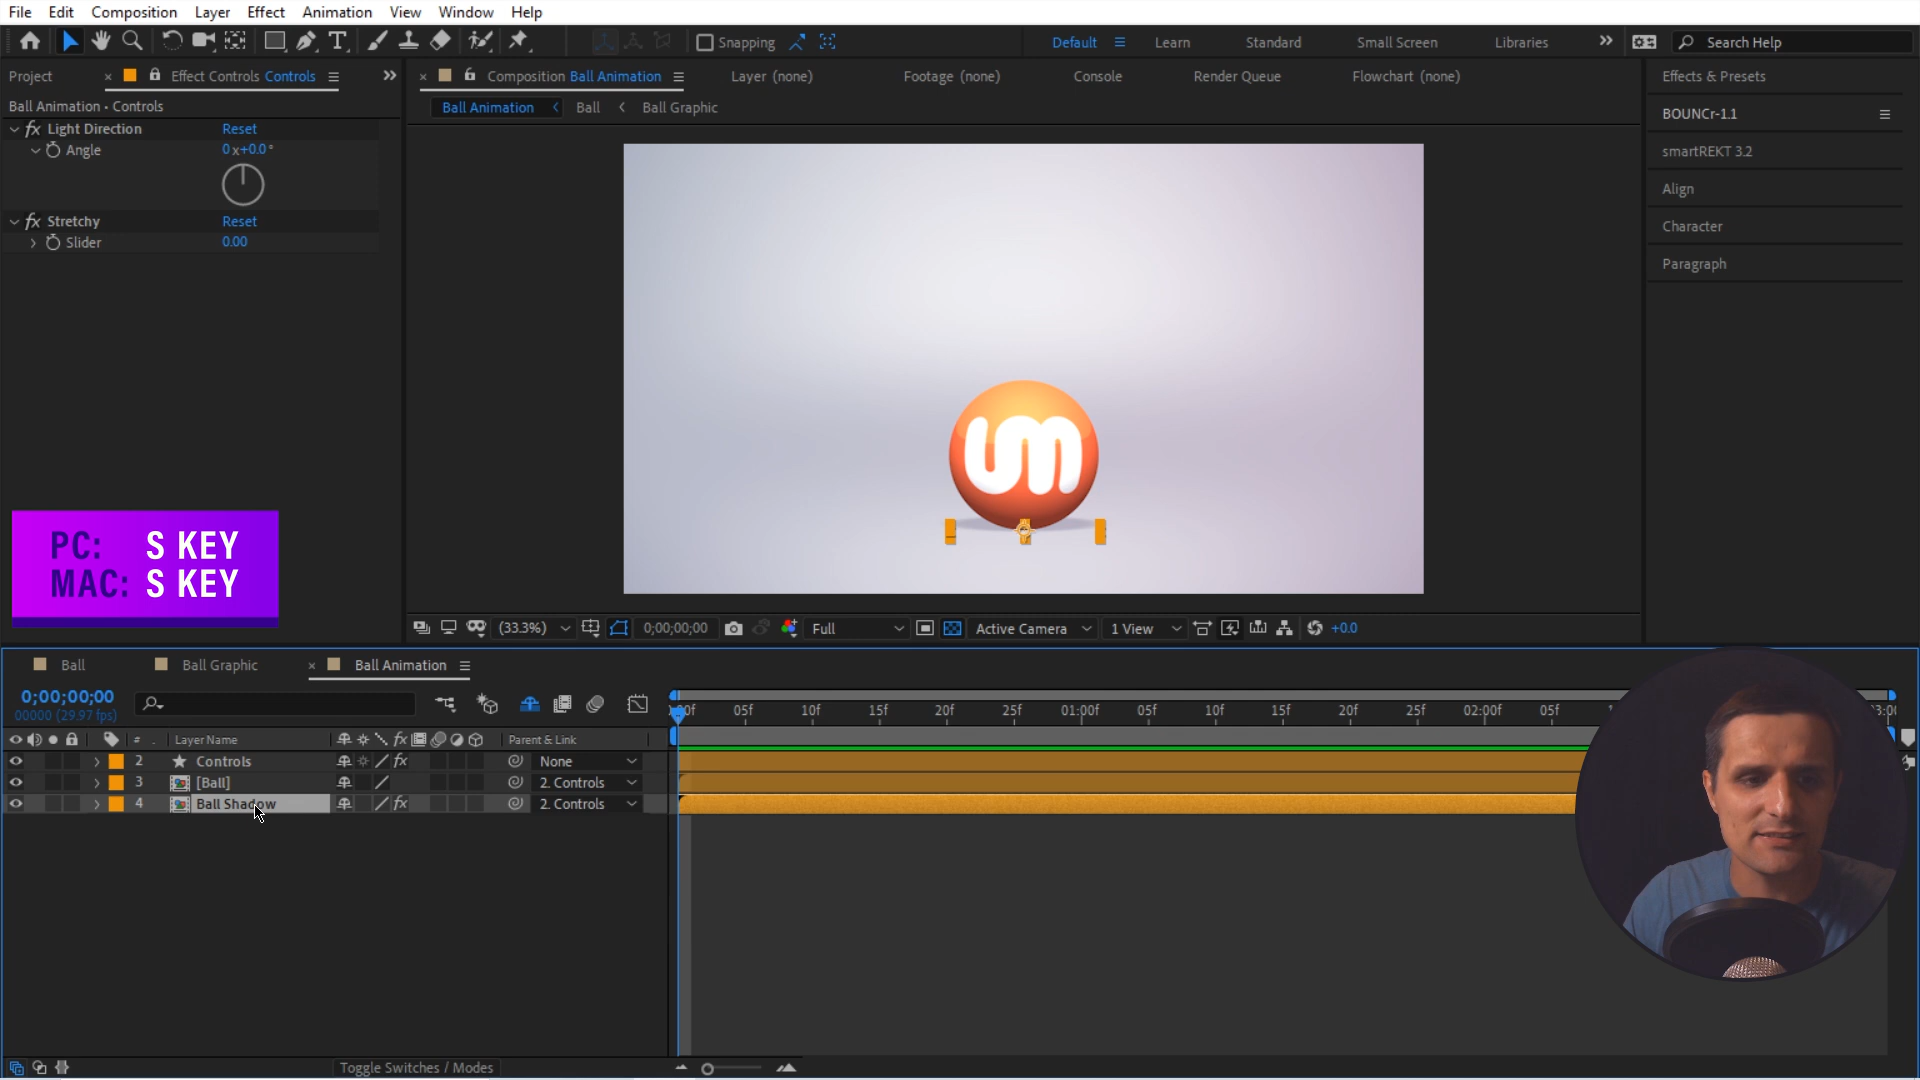 File Edit Composition Layer Effect Animation View Window Help
Snapping Default Learn Standard Small Screen Libraries Search Help
Project Effect Controls Controls
Composition Ball Animation Layer (none) Footage (none) Console Render Queue Flowchart (none)
Effects & Presets
Ball Animation • Controls
Ball Animation Ball Ball Graphic
BOUNCr-1.1
fx Light Direction Reset
Angle 0x+0.0°
smartREKT 3.2
Align
fx Stretchy Reset
Character
Slider 0.00
Paragraph
um
PC: S KEY
MAC: S KEY
(33.3%) 0;00;00;00 Full Active Camera 1 View +0.0
Ball Ball Graphic Ball Animation
0;00;00;00
00000 (29.97 fps)
05f 10f 15f 20f 25f 01:00f 05f 10f 15f 20f 25f 02:00f 05f
# Layer Name fx Parent & Link
2 Controls fx None
3 [Ball] 2. Controls
4 Ball Shadow fx 2. Controls
Toggle Switches / Modes